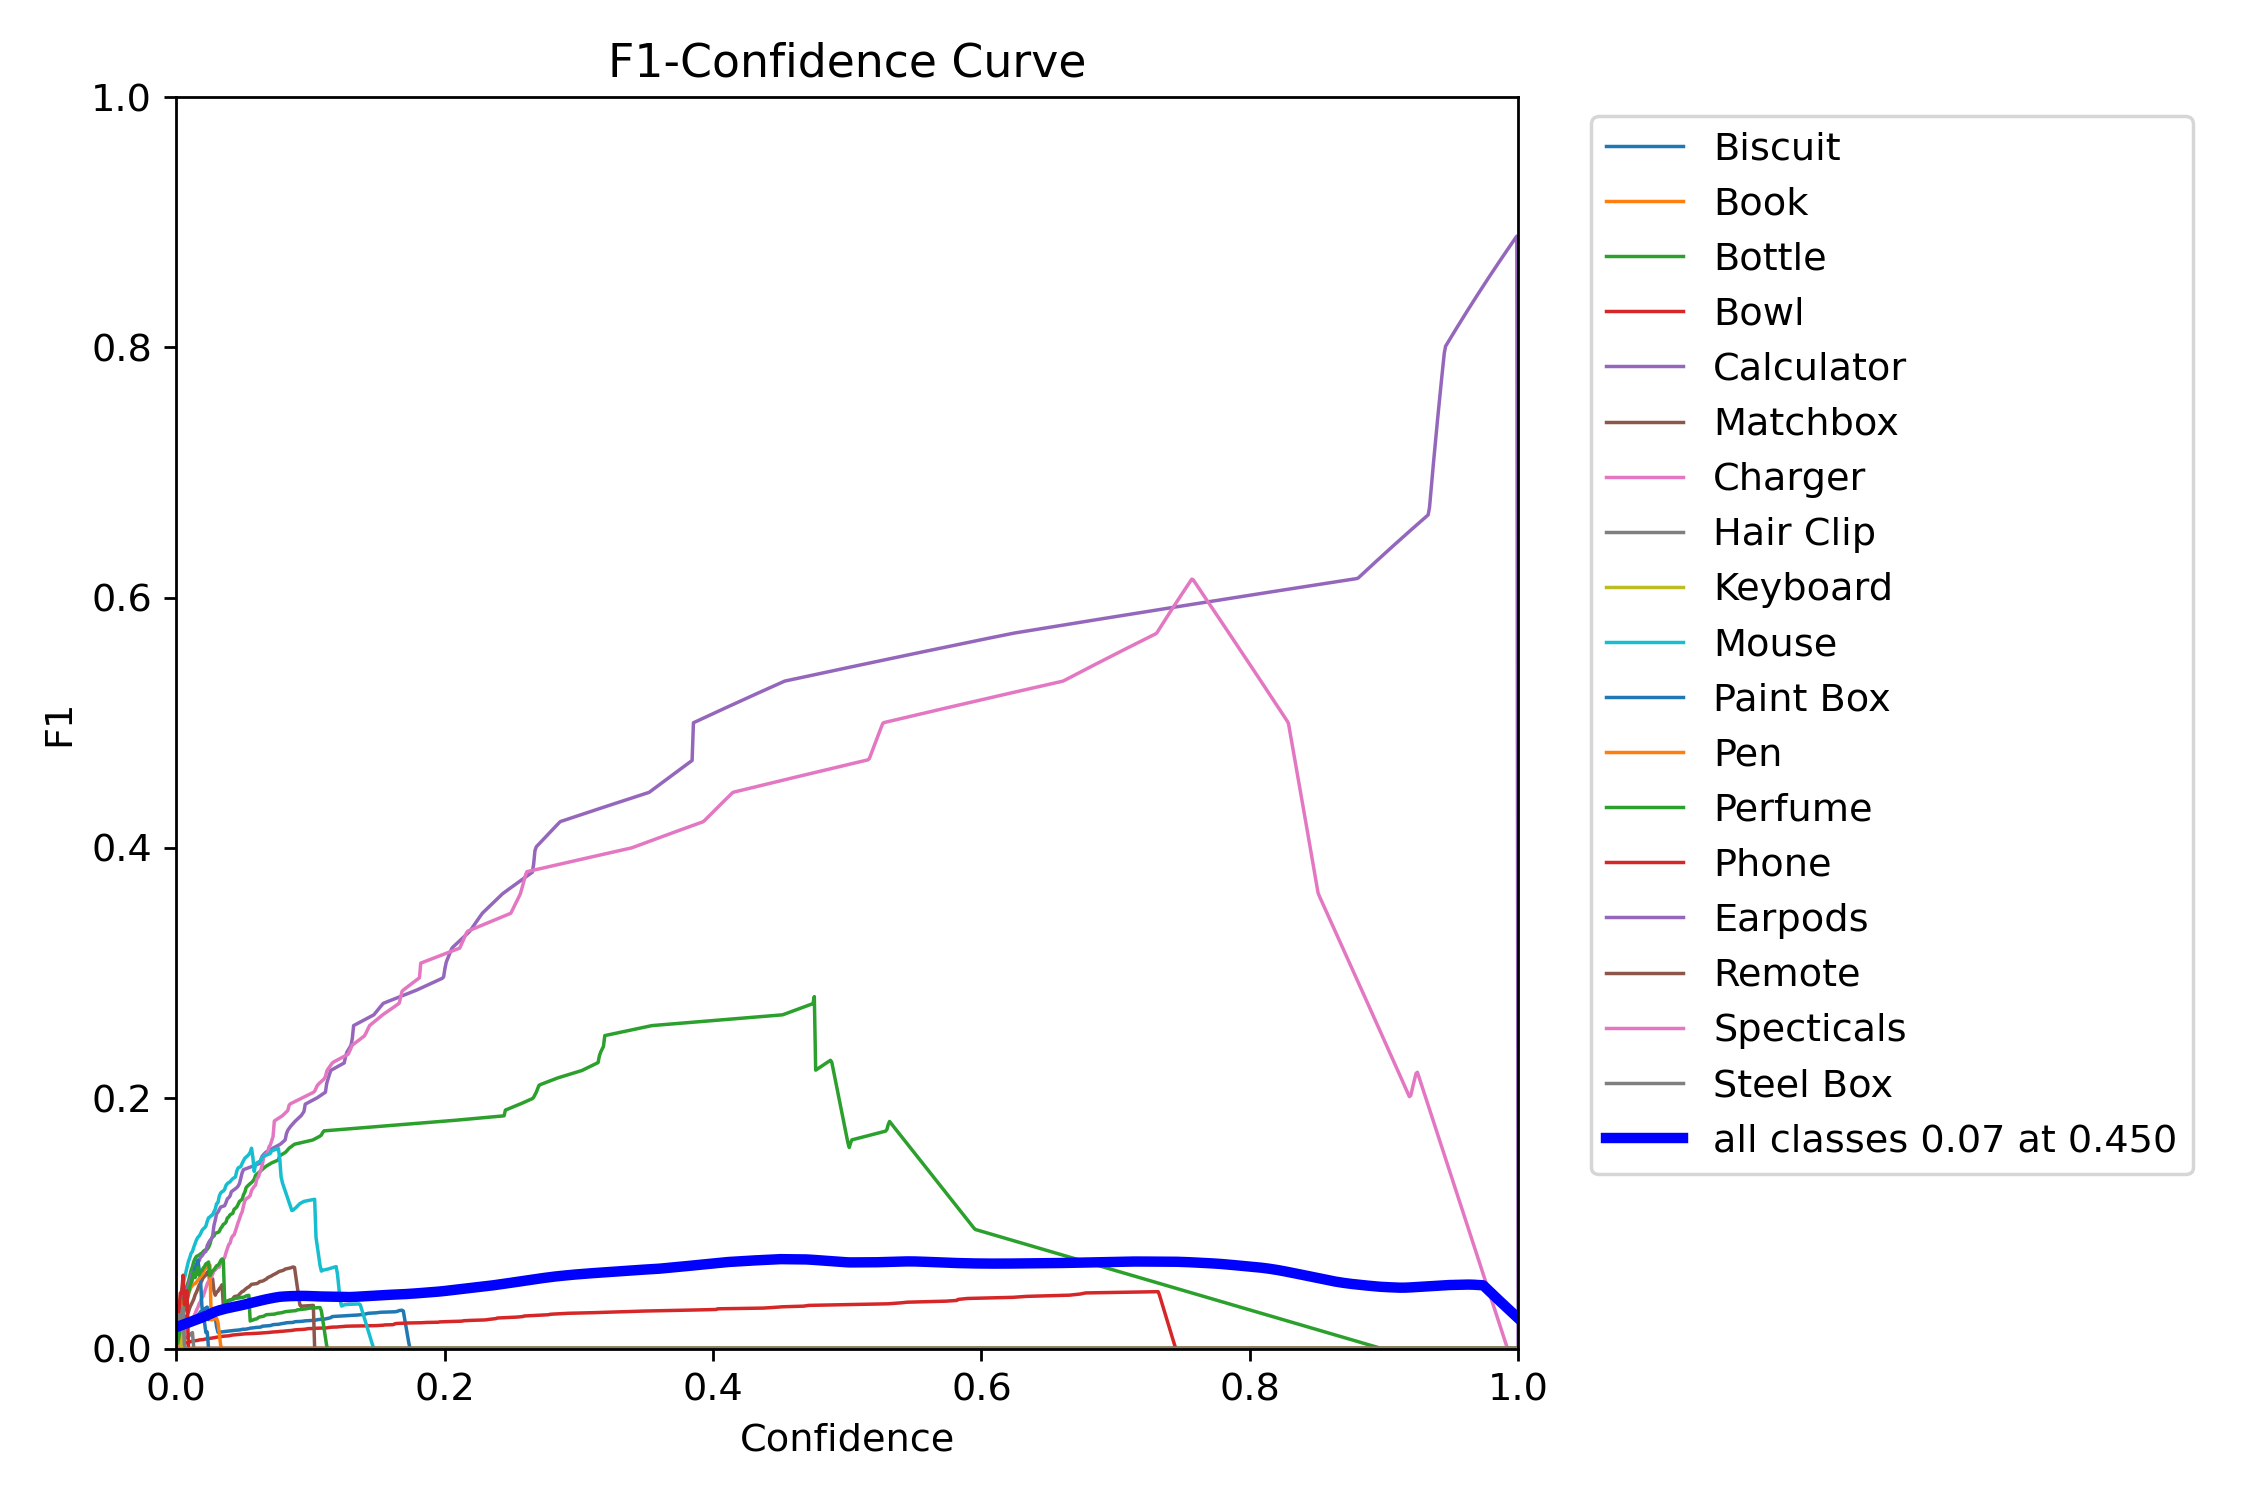 F1-Confidence Curve
1.0
0.8
0.6
0.4
0.2
0.0
F1
0.0 0.2 0.4 0.6 0.8 1.0
Confidence
Biscuit
Book
Bottle
Bowl
Calculator
Matchbox
Charger
Hair Clip
Keyboard
Mouse
Paint Box
Pen
Perfume
Phone
Earpods
Remote
Specticals
Steel Box
all classes 0.07 at 0.450